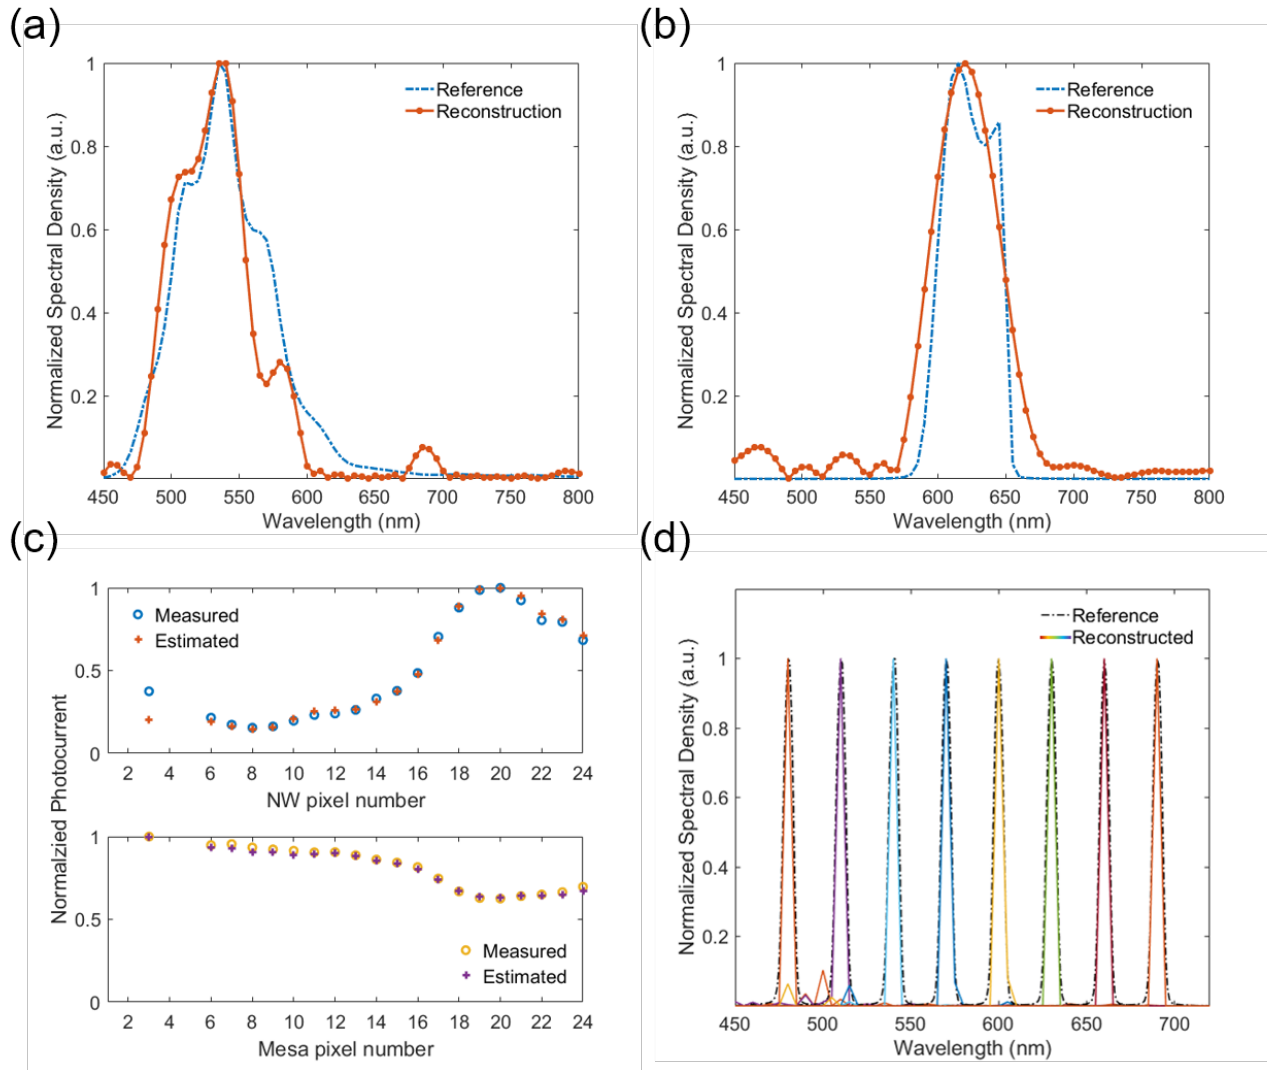 (a)
(b)
1
0.8
0.6
0.4
0.2
450 500 550 600 650 700 750 800
Wavelength (nm)
Normalized Spectral Density (a.u.)
Reference
Reconstruction
1
0.8
0.6
0.4
0.2
450 500 550 600 650 700 750 800
Wavelength (nm)
Normalized Spectral Density (a.u.)
Reference
Reconstruction
(c)
(d)
Normalzied Photocurrent
1
0.5
0
Measured
Estimated
2 4 6 8 10 12 14 16 18 20 22 24
NW pixel number
1
0.5
0
Measured
Estimated
2 4 6 8 10 12 14 16 18 20 22 24
Mesa pixel number
Normalized Spectral Density (a.u.)
1
0.8
0.6
0.4
0.2
Reference
Reconstructed
450 500 550 600 650 700
Wavelength (nm)